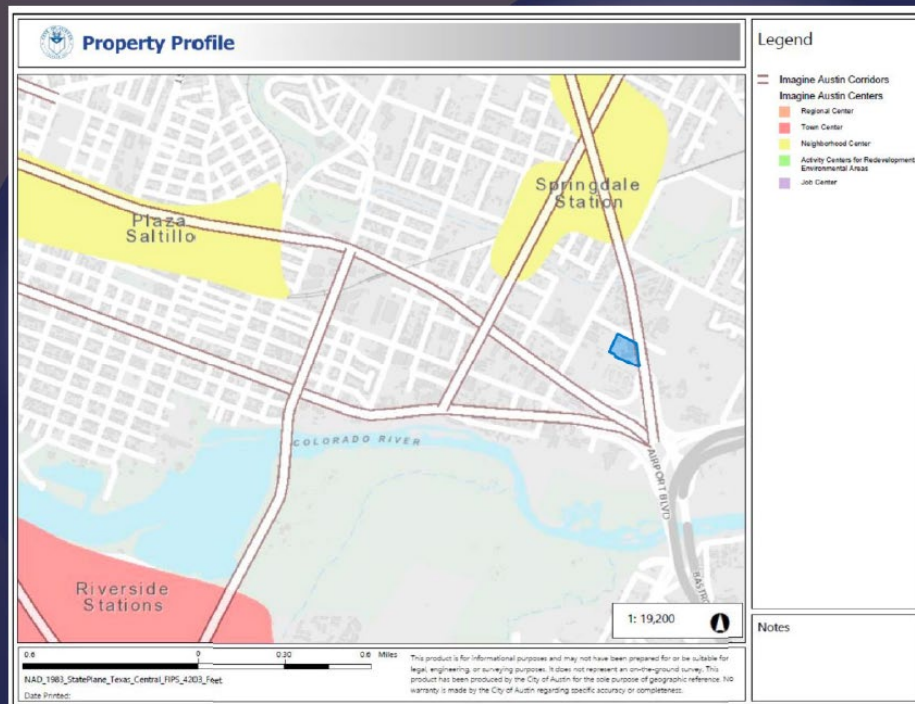 Property Profile
Legend
Imagine Austin Corridors
Imagine Austin Centers
Regional Center
Town Center
Neighborhood Center
Activity Centers for Redevelopment
Environmental Areas
Job Center
Springdale
Station
Plaza
Saltillo
COLORADO RIVER
AIRPORT BLVD
BASTRO
Riverside
Stations
1: 19,200
Notes
0.6 0 0.30 0.6 Miles
NAD_1983_StatePlane_Texas_Central_FIPS_4203_Feet
Date Printed:
This product is for informational purposes and may not have been prepared for or be suitable for
legal, engineering, or surveying purposes. It does not represent an on-the-ground survey. This
product has been produced by the City of Austin for the sole purpose of geographic reference. No
warranty is made by the City of Austin regarding specific accuracy or completeness.